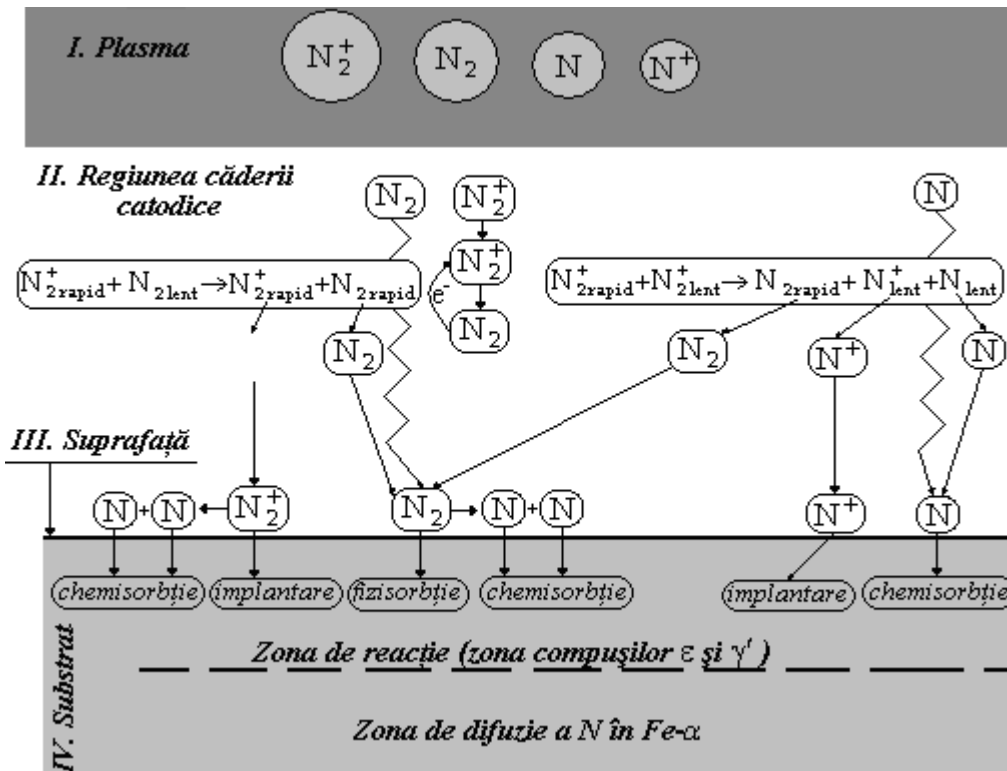 I. Plasma
N₂⁺ N₂ N N⁺
II. Regiunea căderii
catodice
N₂ N₂⁺ N
N₂⁺
N₂⁺rapid + N₂lent → N₂⁺rapid + N₂rapid
e⁻
N₂⁺rapid + N₂⁺lent → N₂rapid + N⁺lent + Nlent
N₂
N₂ N₂ N⁺ N
III. Suprafață
N + N N₂⁺ N₂ N + N N⁺ N
chemisorbție implantare fizisorbție chemisorbție implantare chemisorbție
Zona de reacție (zona compușilor ε și γ' )
Zona de difuzie a N în Fe-α
IV. Substrat